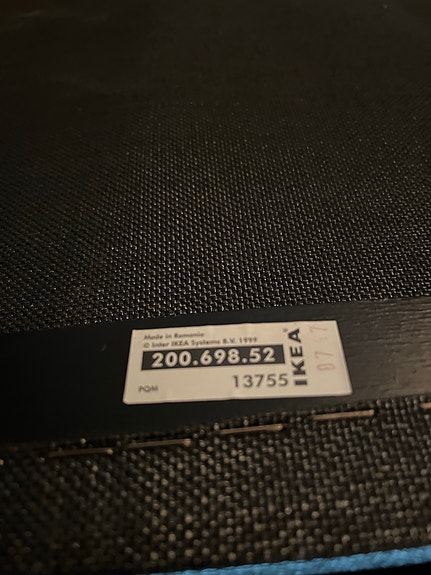 Made in Romania
© Inter IKEA Systems B.V. 1999
200.698.52
PQM
13755
IKEA®